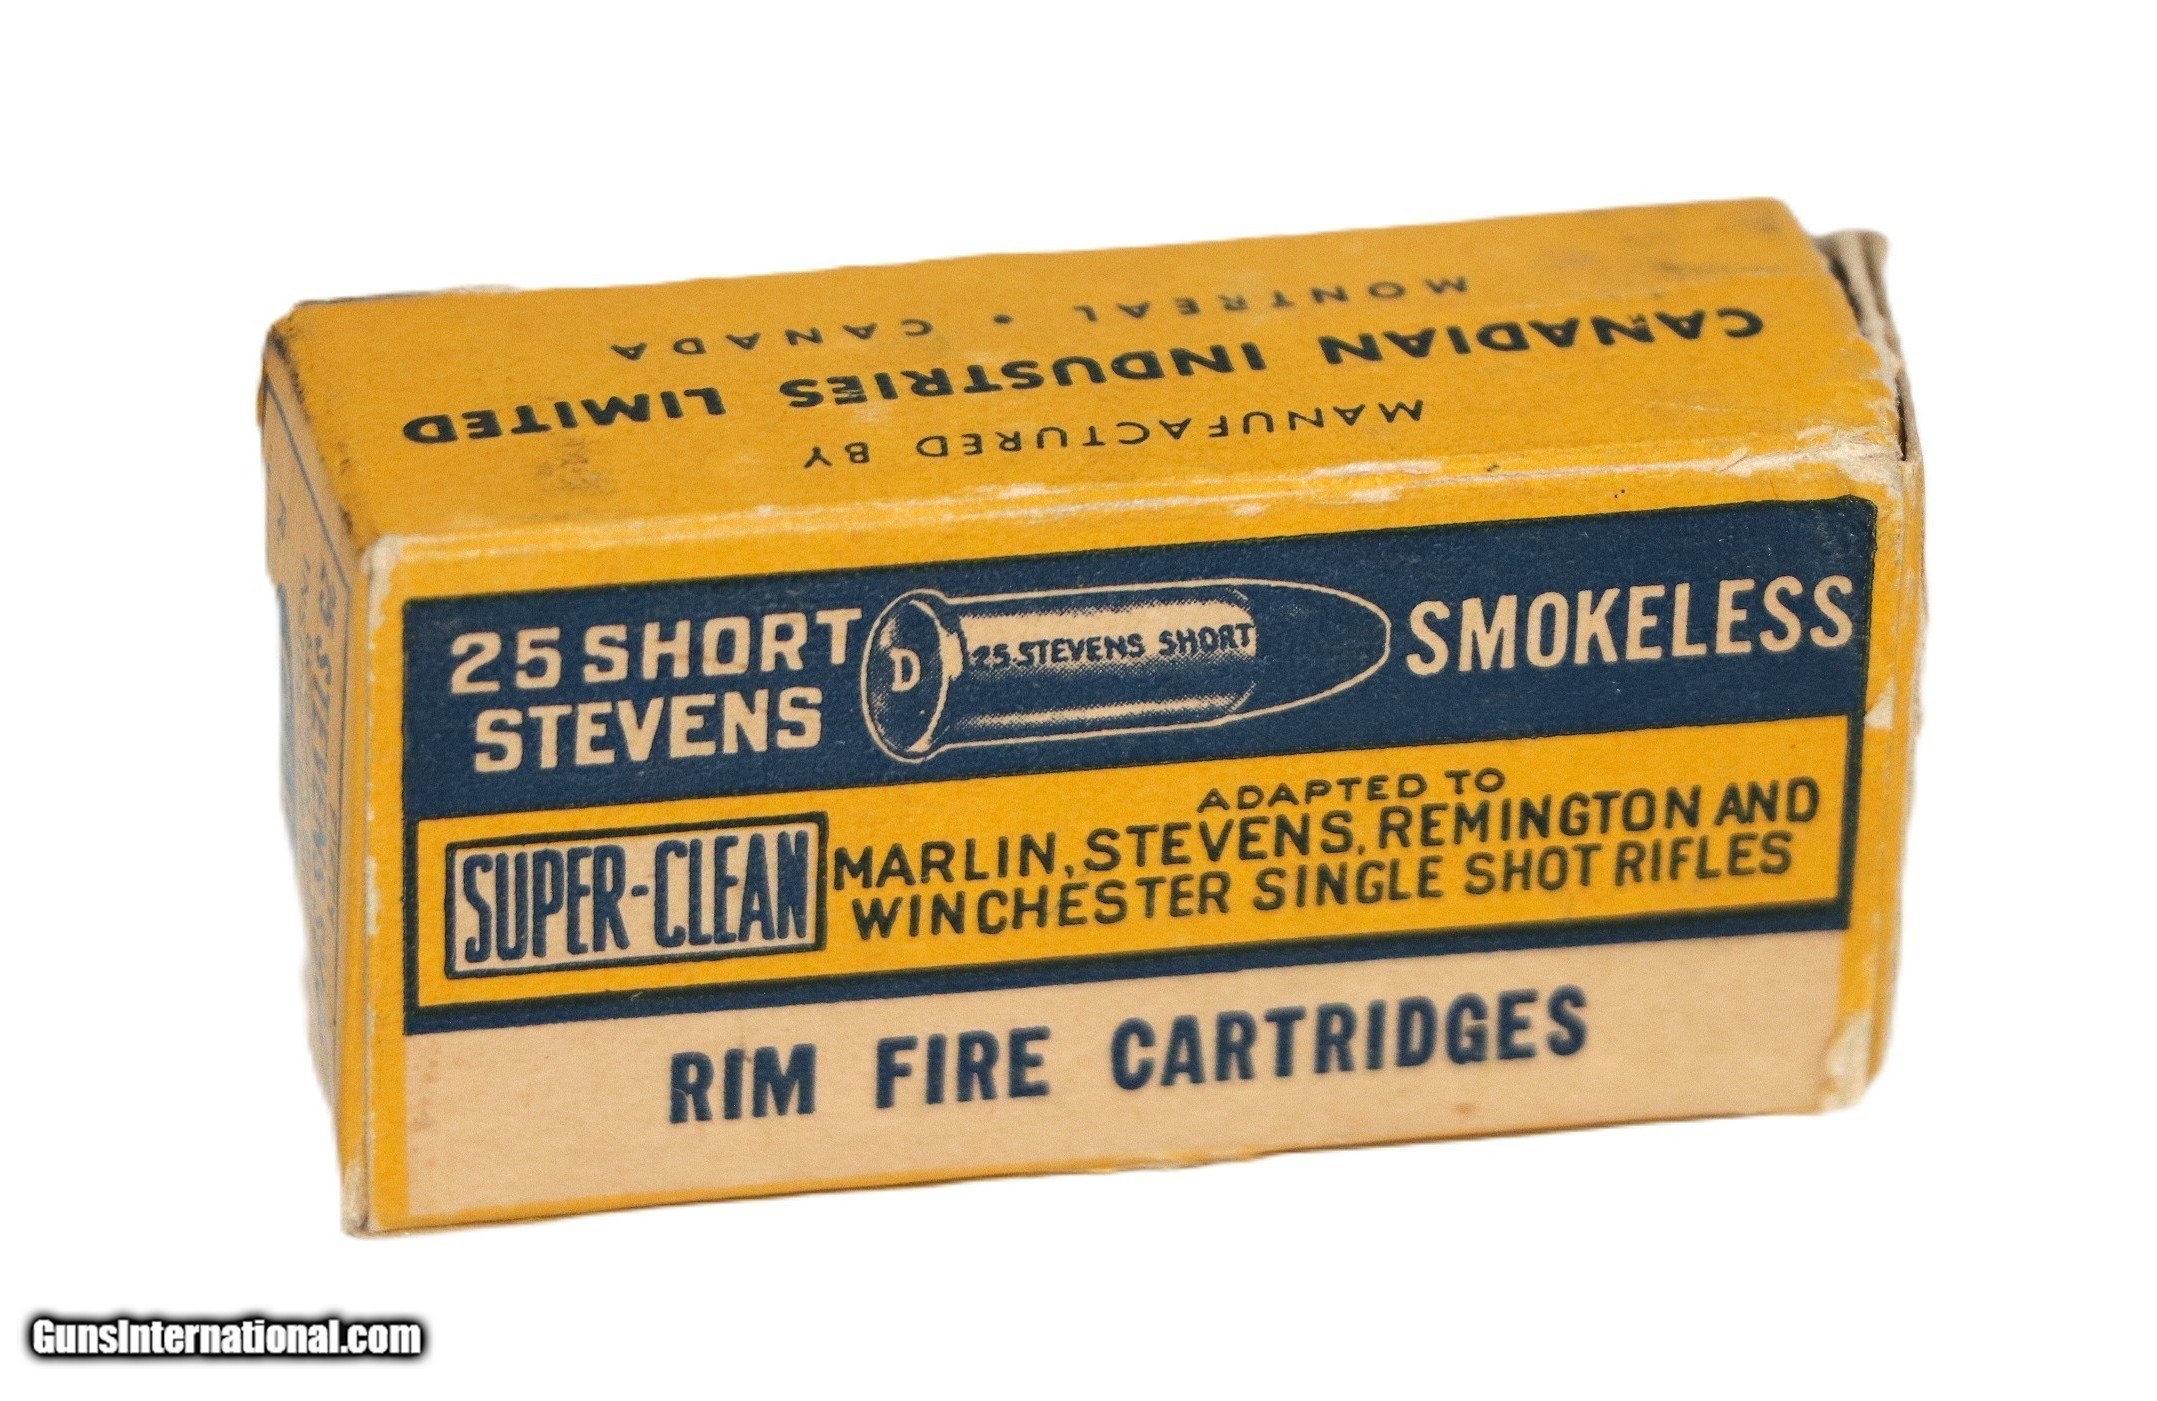 MANUFACTURED BY
CANADIAN INDUSTRIES LIMITED
MONTREAL • CANADA
25 SHORT
STEVENS
D
25 STEVENS SHORT
SMOKELESS
SUPER-CLEAN
ADAPTED TO
MARLIN, STEVENS, REMINGTON AND
WINCHESTER SINGLE SHOT RIFLES
RIM FIRE CARTRIDGES
GunsInternational.com